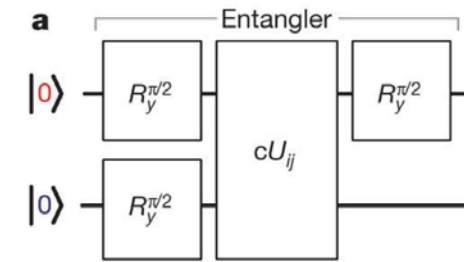 a
Entangler
|0⟩ R_y^{π/2} cU_{ij} R_y^{π/2}
|0⟩ R_y^{π/2}